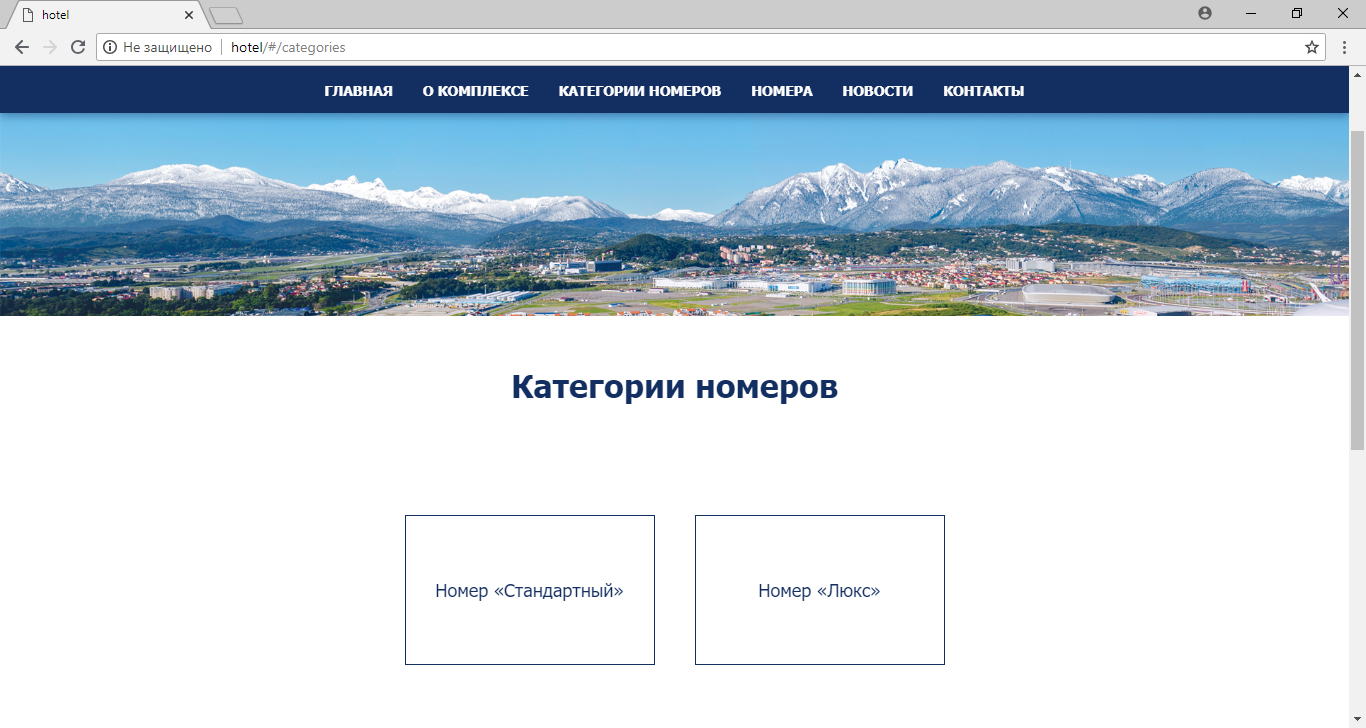 hotel
Не защищено hotel/#/categories
ГЛАВНАЯ О КОМПЛЕКСЕ КАТЕГОРИИ НОМЕРОВ НОМЕРА НОВОСТИ КОНТАКТЫ
Категории номеров
Номер «Стандартный» Номер «Люкс»